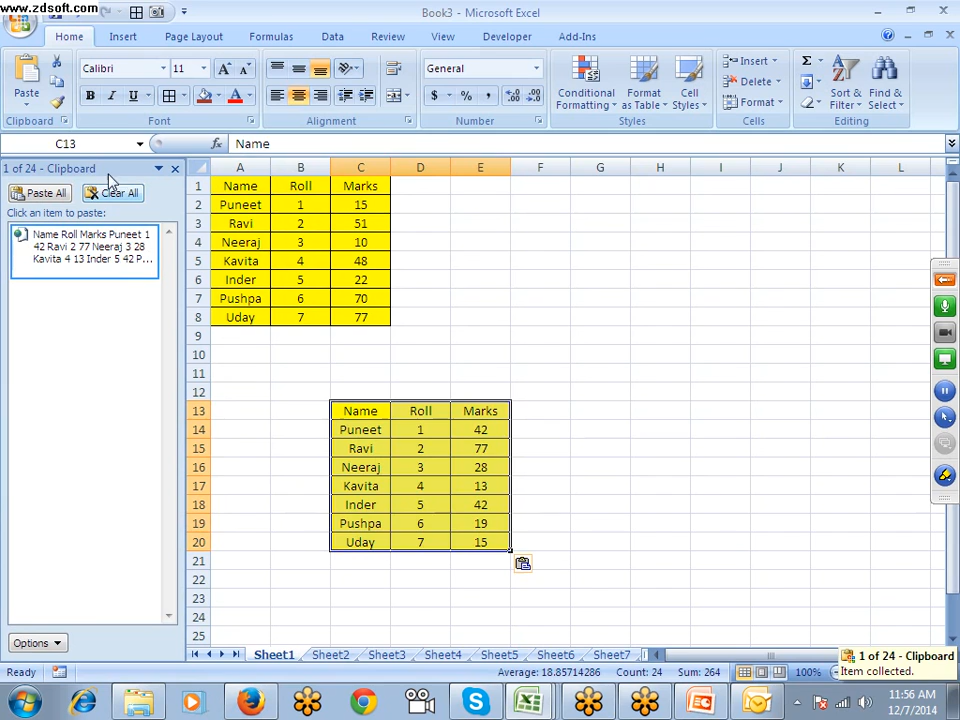 www.zdsoft.com
Book3 - Microsoft Excel
Home Insert Page Layout Formulas Data Review View Developer Add-Ins
Paste
Calibri 11
B I U
General
$ % ,
Conditional Formatting
Format as Table
Cell Styles
Insert
Delete
Format
Σ
Sort & Filter
Find & Select
Clipboard Font Alignment Number Styles Cells Editing
C13 fx Name
1 of 24 - Clipboard
Paste All Clear All
Click an item to paste:
Name Roll Marks Puneet 1
42 Ravi 2 77 Neeraj 3 28
Kavita 4 13 Inder 5 42 P...
Options
A B C D E F G H I J K L
1 Name Roll Marks
2 Puneet 1 15
3 Ravi 2 51
4 Neeraj 3 10
5 Kavita 4 48
6 Inder 5 22
7 Pushpa 6 70
8 Uday 7 77
9
10
11
12
13 Name Roll Marks
14 Puneet 1 42
15 Ravi 2 77
16 Neeraj 3 28
17 Kavita 4 13
18 Inder 5 42
19 Pushpa 6 19
20 Uday 7 15
21
22
23
24
25
Sheet1 Sheet2 Sheet3 Sheet4 Sheet5 Sheet6 Sheet7
Ready Average: 18.85714286 Count: 24 Sum: 264 100%
1 of 24 - Clipboard
Item collected.
11:56 AM
12/7/2014